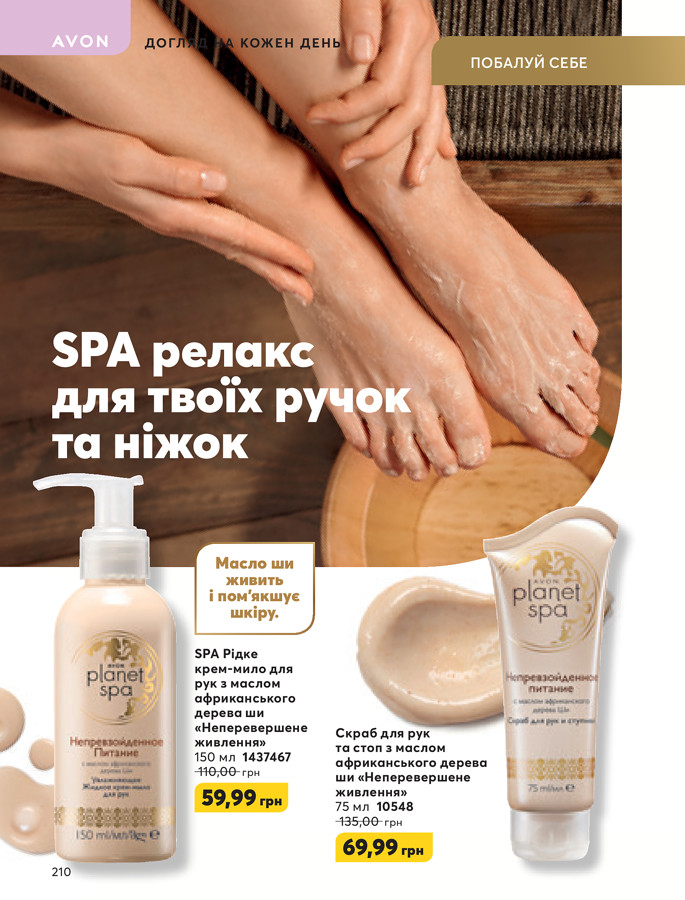 AVON
ДОГЛЯД НА КОЖЕН ДЕНЬ
ПОБАЛУЙ СЕБЕ
SPA релакс
для твоїх ручок
та ніжок
Масло ши
живить
і пом'якшує
шкіру.
SPA Рідке
крем-мило для
рук з маслом
африканського
дерева ши
«Неперевершене
живлення»
150 мл 1437467
110,00 грн
59,99 грн
AVON
planet
spa
Непревзойденное
Питание
с маслом африканского
дерева Ши
Увлажняющее
Жидкое крем-мыло
для рук
150 ml/мл/
Скраб для рук
та стоп з маслом
африканського дерева
ши «Неперевершене
живлення»
75 мл 10548
135,00 грн
69,99 грн
AVON
planet
spa
Непревзойденное
питание
с маслом африканского
дерева Ши
Скраб для рук и ступни
75 ml/мл e
210